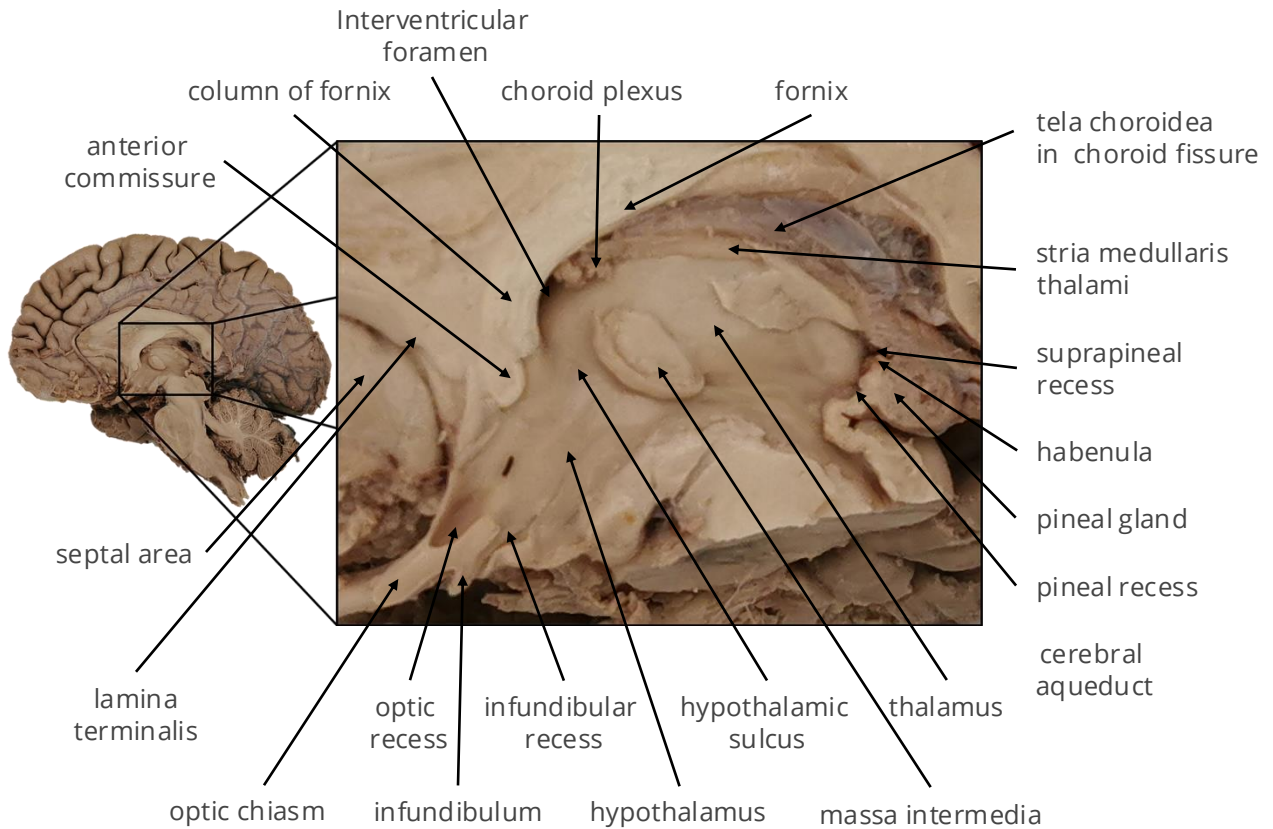 Interventricular
foramen
column of fornix
choroid plexus
fornix
anterior
commissure
tela choroidea
in choroid fissure
stria medullaris
thalami
suprapineal
recess
habenula
pineal gland
pineal recess
cerebral
aqueduct
septal area
lamina
terminalis
optic
recess
infundibular
recess
hypothalamic
sulcus
thalamus
optic chiasm
infundibulum
hypothalamus
massa intermedia